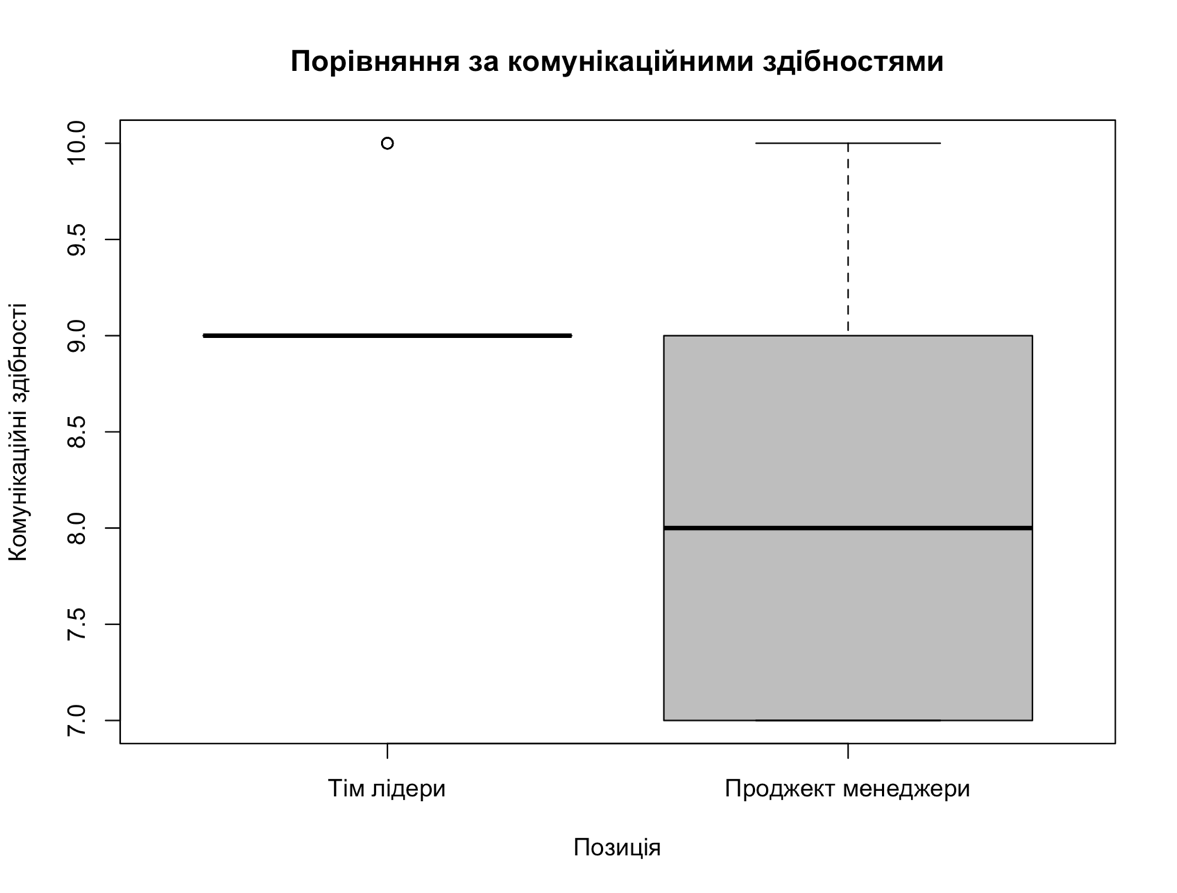 Порівняння за комунікаційними здібностями
Комунікаційні здібності
10.0
9.5
9.0
8.5
8.0
7.5
7.0
Тім лідери
Проджект менеджери
Позиція